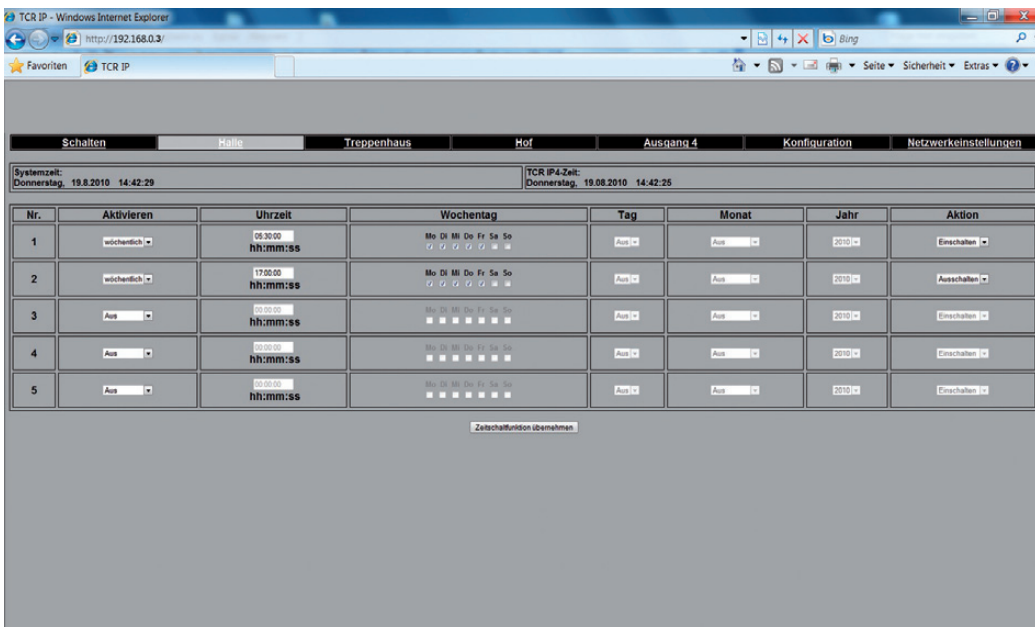 TCR IP - Windows Internet Explorer
http://192.168.0.3/
Bing
Favoriten TCR IP Seite Sicherheit Extras
Schalten Halle Treppenhaus Hof Ausgang 4 Konfiguration Netzwerkeinstellungen
Systemzeit: TCR IP4-Zeit:
Donnerstag, 19.8.2010 14:42:29 Donnerstag, 19.08.2010 14:42:25
Nr. Aktivieren Uhrzeit Wochentag Tag Monat Jahr Aktion
05:30:00 Mo Di Mi Do Fr Sa So
1 wöchentlich hh:mm:ss Aus Aus 2010 Einschalten
17:00:00 Mo Di Mi Do Fr Sa So
2 wöchentlich hh:mm:ss Aus Aus 2010 Ausschalten
00:00:00 Mo Di Mi Do Fr Sa So
3 Aus hh:mm:ss Aus Aus 2010 Einschalten
00:00:00 Mo Di Mi Do Fr Sa So
4 Aus hh:mm:ss Aus Aus 2010 Einschalten
00:00:00 Mo Di Mi Do Fr Sa So
5 Aus hh:mm:ss Aus Aus 2010 Einschalten
Zeitschaltfunktion übernehmen